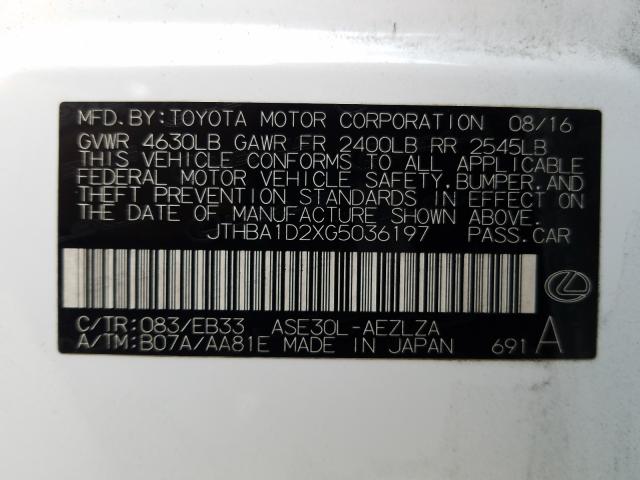 MFD.BY:TOYOTA MOTOR CORPORATION 08/16
GVWR 4630LB GAWR FR 2400LB RR 2545LB
THIS VEHICLE CONFORMS TO ALL APPLICABLE
FEDERAL MOTOR VEHICLE SAFETY,BUMPER,AND
THEFT PREVENTION STANDARDS IN EFFECT ON
THE DATE OF MANUFACTURE SHOWN ABOVE.
JTHBA1D2XG5036197 PASS.CAR
C/TR:083/EB33 ASE30L-AEZLZA
A/TM:B07A/AA81E MADE IN JAPAN 691 A